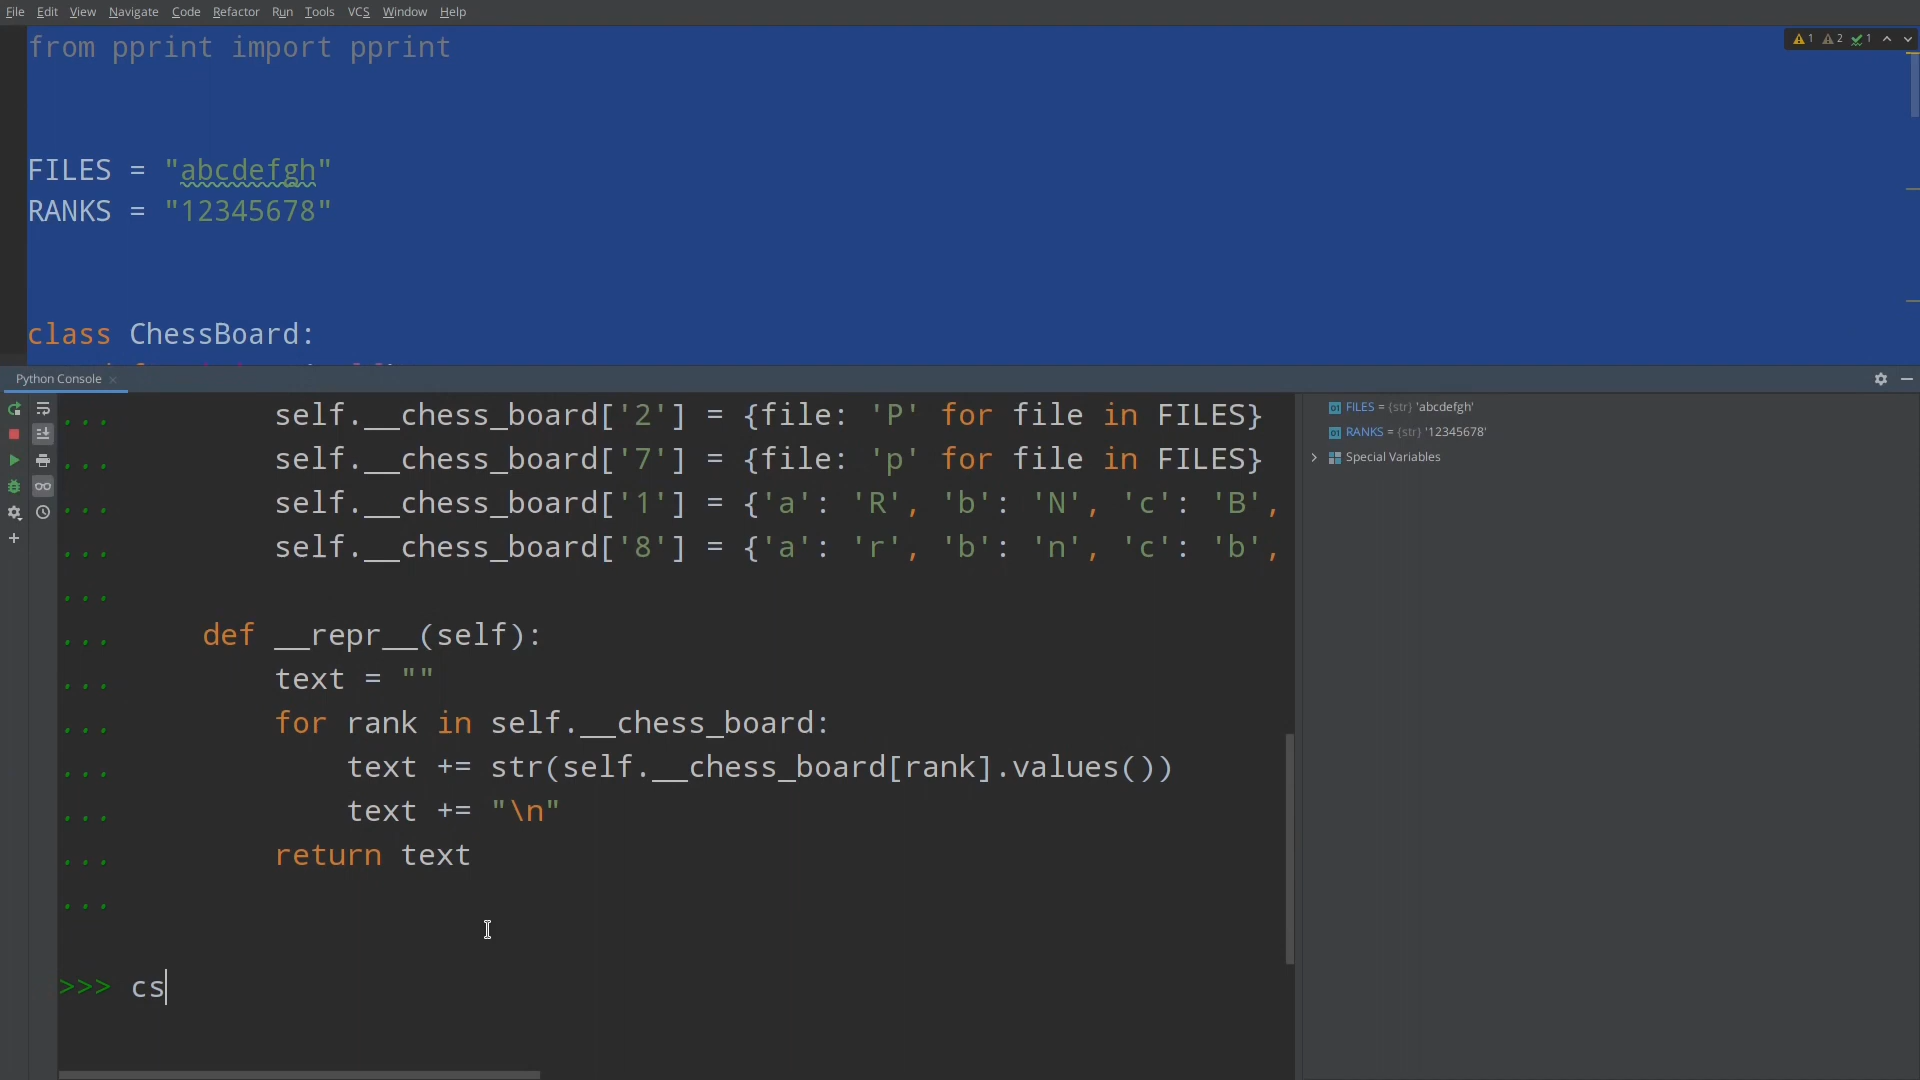 File Edit View Navigate Code Refactor Run Tools VCS Window Help
from pprint import pprint
1 2 1
FILES = "abcdefgh"
RANKS = "12345678"
class ChessBoard:
Python Console
... self.__chess_board['2'] = {file: 'P' for file in FILES}
... self.__chess_board['7'] = {file: 'p' for file in FILES}
... self.__chess_board['1'] = {'a': 'R', 'b': 'N', 'c': 'B',
... self.__chess_board['8'] = {'a': 'r', 'b': 'n', 'c': 'b',
...
... def __repr__(self):
... text = ""
... for rank in self.__chess_board:
... text += str(self.__chess_board[rank].values())
... text += "\n"
... return text
...
>>> cs
FILES = {str} 'abcdefgh'
RANKS = {str} '12345678'
Special Variables